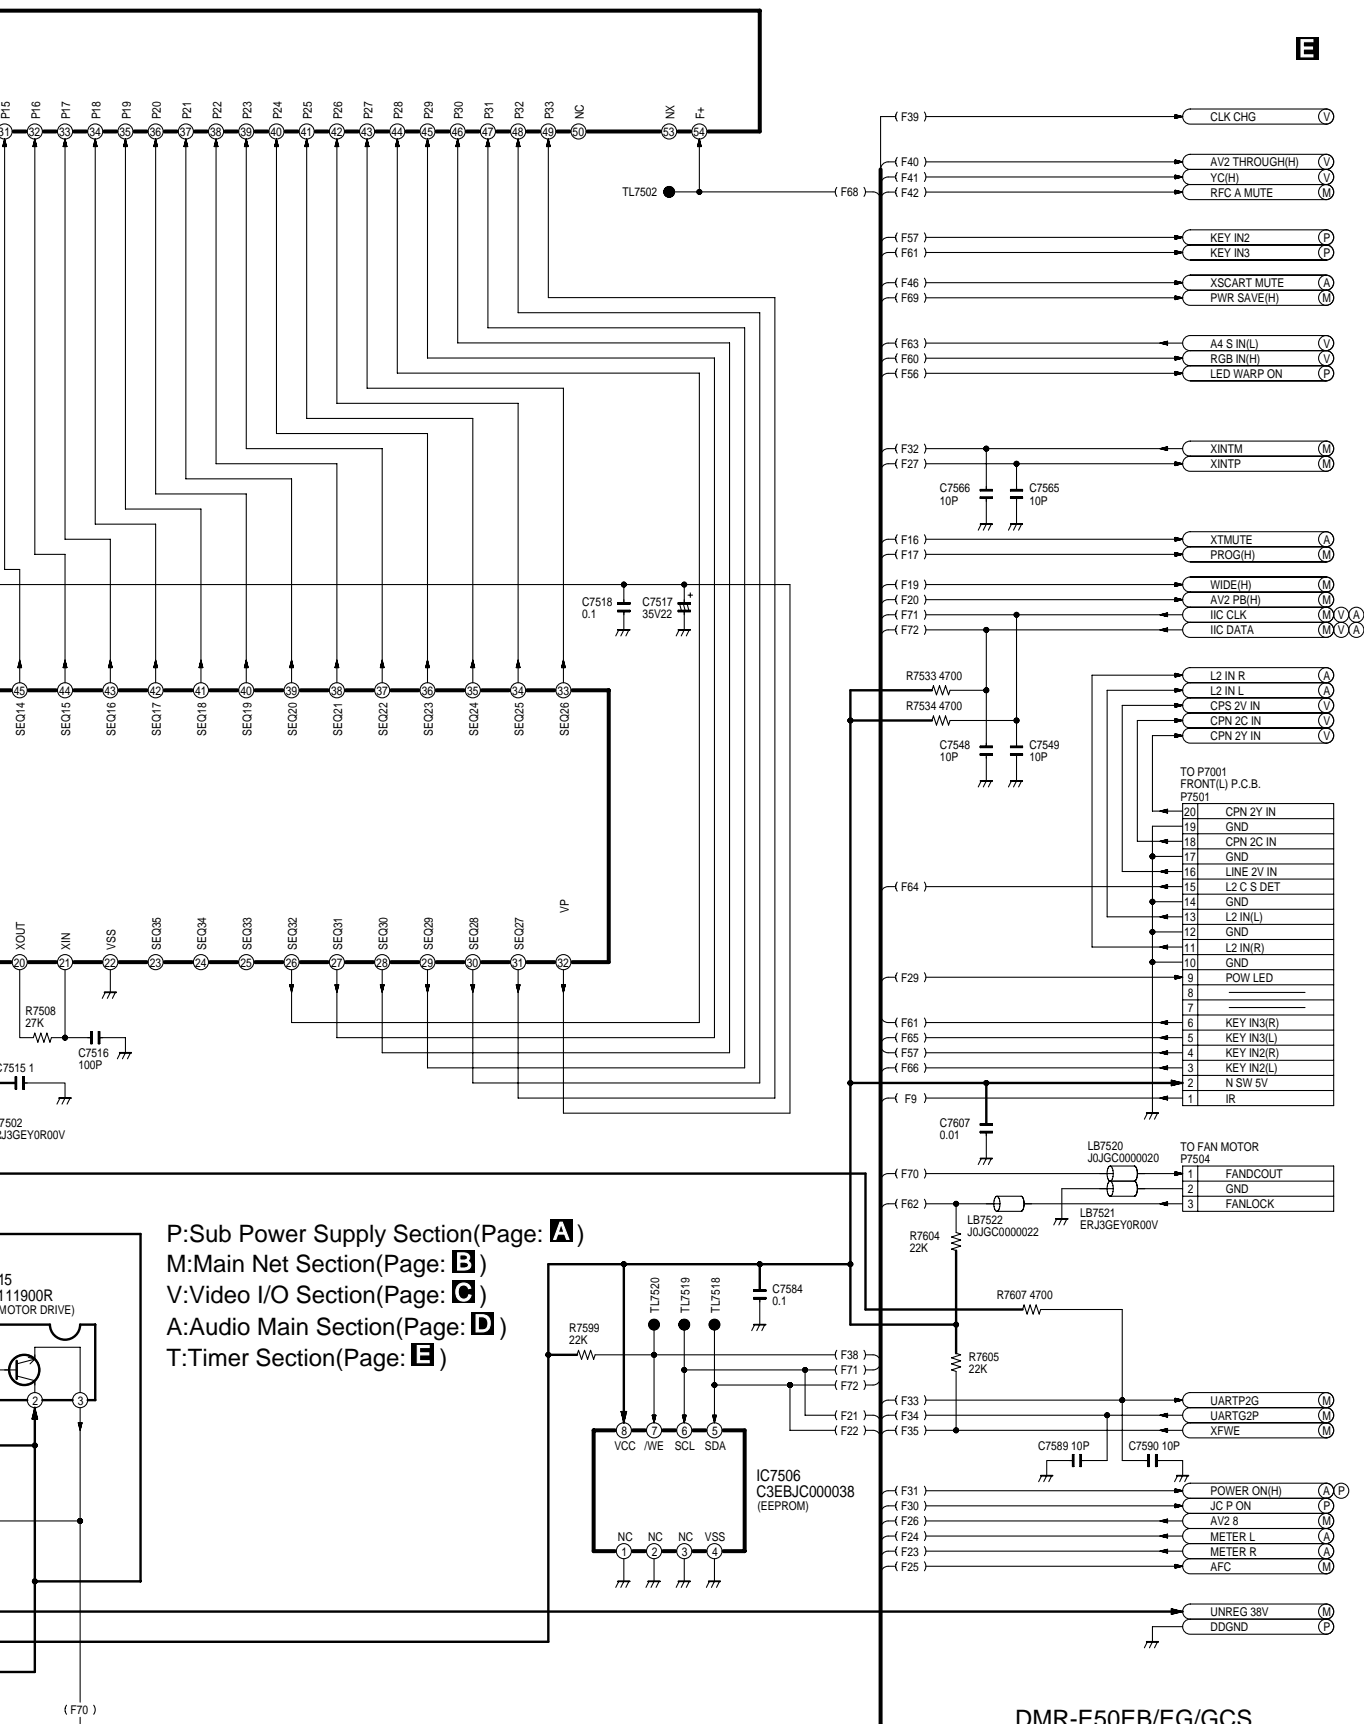 E
P15 P16 P17 P18 P19 P20 P21 P22 P23 P24 P25 P26 P27 P28 P29 P30 P31 P32 P33 NC NX F+
31 32 33 34 35 36 37 38 39 40 41 42 43 44 45 46 47 48 49 50 53 54
TL7502
(F68)
(F39) CLK CHG V
(F40) AV2 THROUGH(H) V
(F41) YC(H) V
(F42) RFC A MUTE M
(F57) KEY IN2 P
(F61) KEY IN3 P
(F46) XSCART MUTE A
(F69) PWR SAVE(H) M
(F63) A4 S IN(L) V
(F60) RGB IN(H) V
(F56) LED WARP ON P
(F32) XINTM M
(F27) XINTP M
C7566
10P
C7565
10P
(F16) XTMUTE A
(F17) PROG(H) M
(F19) WIDE(H) M
(F20) AV2 PB(H) M
(F71) IIC CLK M V A
(F72) IIC DATA M V A
C7518
0.1
C7517
35V22
+
R7533 4700
R7534 4700
C7548
10P
C7549
10P
L2 IN R A
L2 IN L A
CPS 2V IN V
CPN 2C IN V
CPN 2Y IN V
45 44 43 42 41 40 39 38 37 36 35 34 33
SEQ14 SEQ15 SEQ16 SEQ17 SEQ18 SEQ19 SEQ20 SEQ21 SEQ22 SEQ23 SEQ24 SEQ25 SEQ26
XOUT XIN VSS SEQ35 SEQ34 SEQ33 SEQ32 SEQ31 SEQ30 SEQ29 SEQ28 SEQ27 VP
20 21 22 23 24 25 26 27 28 29 30 31 32
R7508
27K
C7516
100P
C7515 1
7502
RJ3GEY0R00V
TO P7001
FRONT(L) P.C.B.
P7501
20 CPN 2Y IN
19 GND
18 CPN 2C IN
17 GND
16 LINE 2V IN
(F64) 15 L2 C S DET
14 GND
13 L2 IN(L)
12 GND
11 L2 IN(R)
10 GND
(F29) 9 POW LED
8
7
(F61) 6 KEY IN3(R)
(F65) 5 KEY IN3(L)
(F57) 4 KEY IN2(R)
(F66) 3 KEY IN2(L)
2 N SW 5V
(F9) 1 IR
C7607
0.01
LB7520
J0JGC0000020
TO FAN MOTOR
P7504
(F70) 1 FANDCOUT
2 GND
(F62) 3 FANLOCK
LB7522
J0JGC0000022
LB7521
ERJ3GEY0R00V
R7604
22K
P:Sub Power Supply Section(Page: A )
M:Main Net Section(Page: B )
V:Video I/O Section(Page: C )
A:Audio Main Section(Page: D )
T:Timer Section(Page: E )
15
111900R
MOTOR DRIVE)
2 3
TL7520 TL7519 TL7518
C7584
0.1
R7599
22K
R7607 4700
R7605
22K
(F38)
(F71)
(F72)
(F21)
(F22)
(F33) UARTP2G M
(F34) UARTG2P M
(F35) XFWE M
C7589 10P
C7590 10P
8 7 6 5
VCC /WE SCL SDA
IC7506
C3EBJC000038
(EEPROM)
NC NC NC VSS
1 2 3 4
(F31) POWER ON(H) A P
(F30) JC P ON P
(F26) AV2 8 M
(F24) METER L A
(F23) METER R A
(F25) AFC M
UNREG 38V M
DDGND P
(F70)
DMR-E50EB/EG/GCS